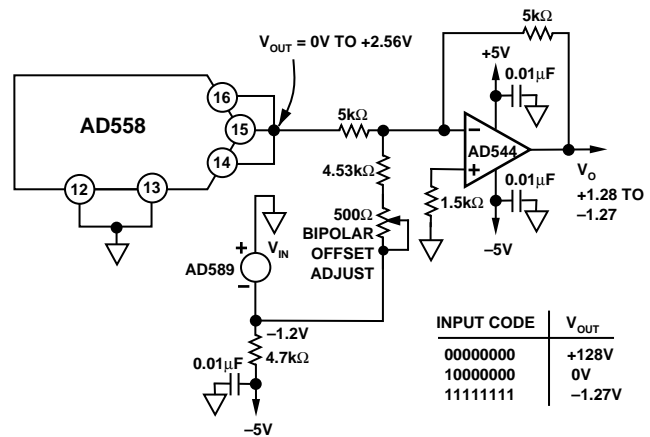 5kΩ
V_OUT = 0V TO +2.56V
+5V
0.01μF
16
AD558
15
5kΩ
14
AD544
4.53kΩ
V_O
12
13
0.01μF
+1.28 TO
–1.27
1.5kΩ
500Ω
BIPOLAR
OFFSET
ADJUST
+
V_IN
AD589
–
–5V
–
+
INPUT CODE V_OUT
00000000 +128V
10000000 0V
11111111 –1.27V
–1.2V
4.7kΩ
0.01μF
–5V